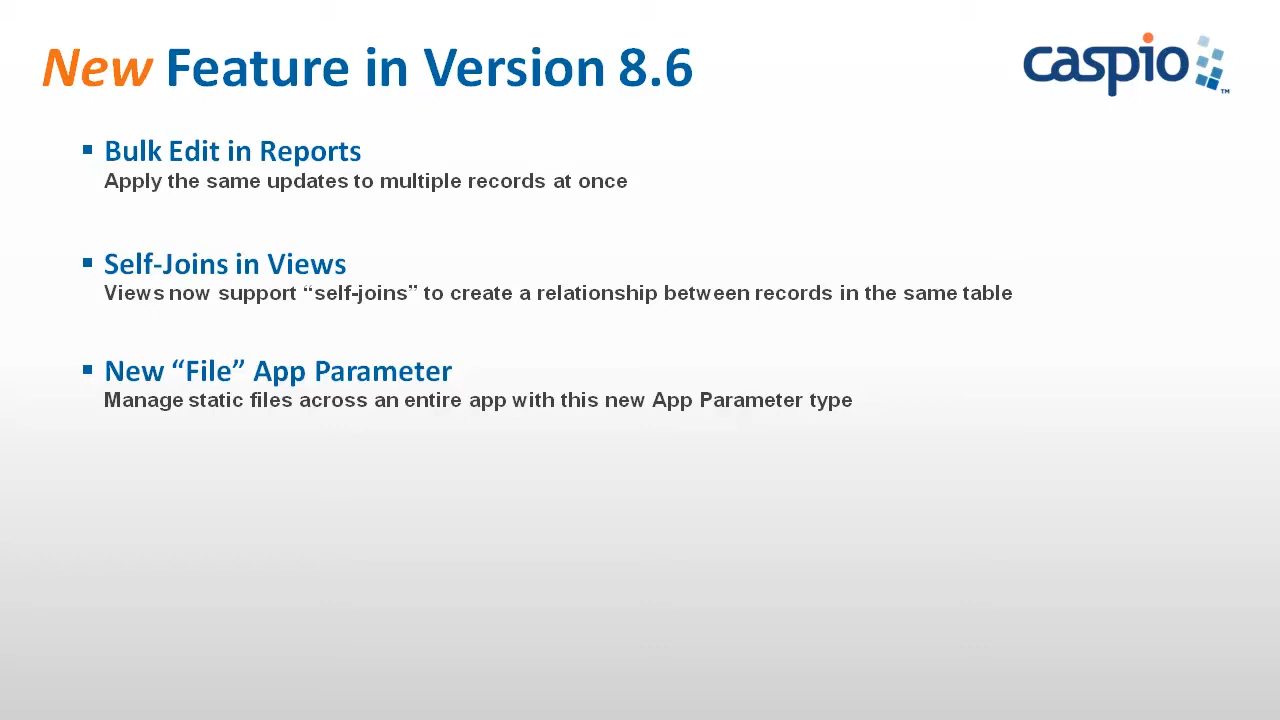 New Feature in Version 8.6
caspio™
▪ Bulk Edit in Reports
Apply the same updates to multiple records at once
▪ Self-Joins in Views
Views now support “self-joins” to create a relationship between records in the same table
▪ New “File” App Parameter
Manage static files across an entire app with this new App Parameter type